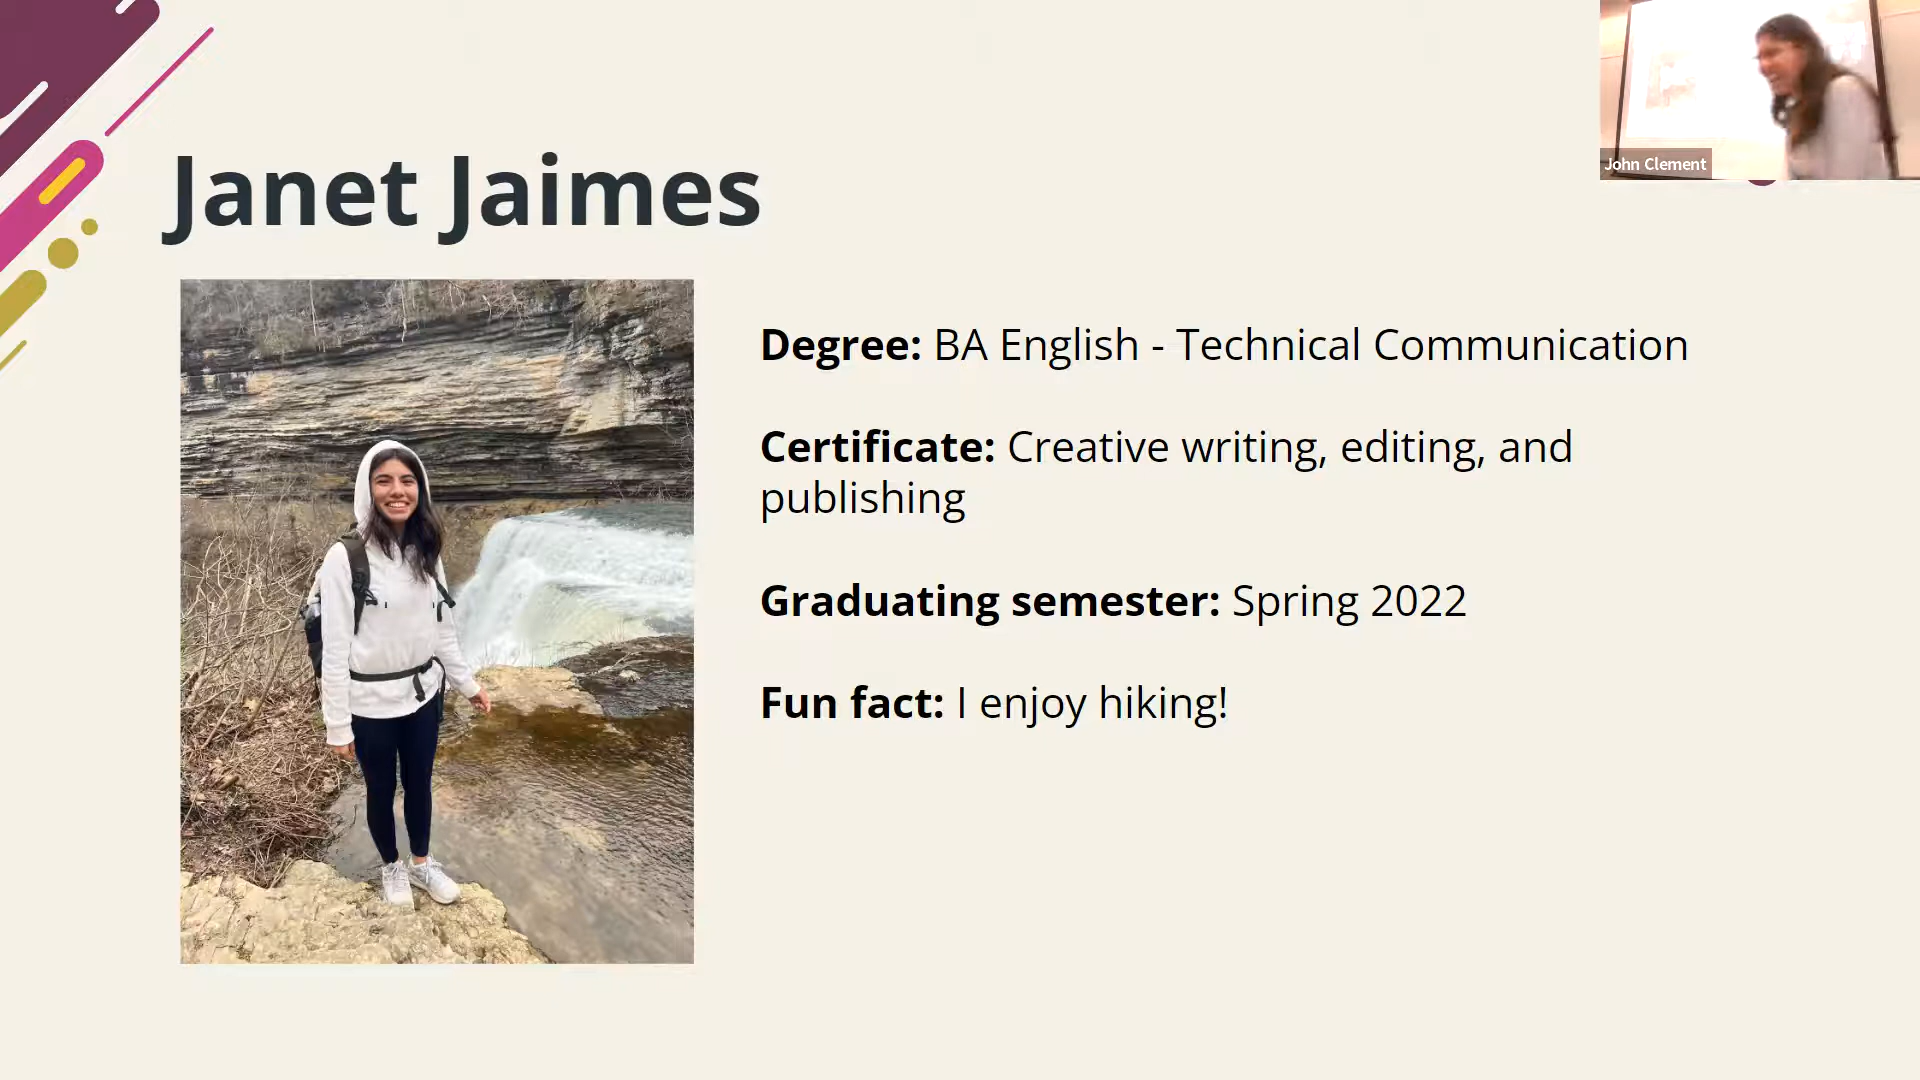 John Clement
Janet Jaimes
Degree: BA English - Technical Communication
Certificate: Creative writing, editing, and
publishing
Graduating semester: Spring 2022
Fun fact: I enjoy hiking!